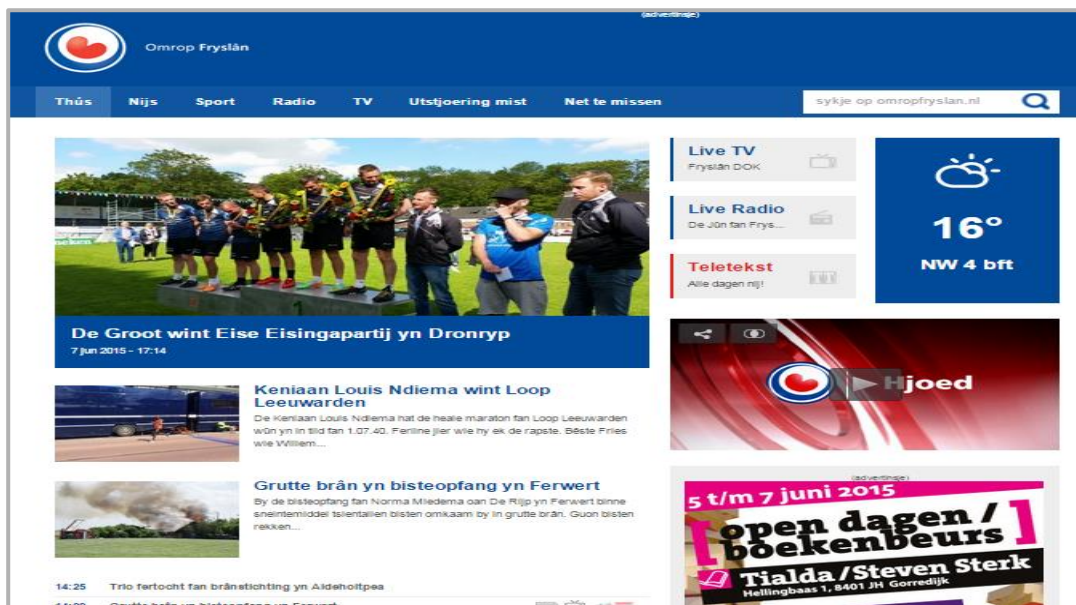 (advertinsje)
Omrop Fryslân
Thús Nijs Sport Radio TV Utstjoering mist Net te missen
sykje op omropfryslan.nl
De Groot wint Eise Eisingapartij yn Dronryp
7 jun 2015 - 17:14
Keniaan Louis Ndiema wint Loop
Leeuwarden
De Keniaan Louis Ndiema hat de heale maraton fan Loop Leeuwarden
wûn yn in tiid fan 1.07.40. Ferline jier wie hy ek de rapste. Bêste Fries
wie Willem...
Grutte brân yn bisteopfang yn Ferwert
By de bisteopfang fan Norma Miedema oan De Rijp yn Ferwert binne
sneintemiddei tsientallen bisten omkaam by in grutte brân. Guon bisten
rekken...
14:25 Trio fertocht fan brânstichting yn Aldeholtpea
Grutte brân yn bisteopfang yn Ferwert
Live TV
Fryslân DOK
Live Radio
De Jûn fan Frys...
Teletekst
Alle dagen nij!
16°
NW 4 bft
Hjoed
(advertinsje)
5 t/m 7 juni 2015
[open dagen /
boekenbeurs]
Tialda/Steven Sterk
Hellingbaas 1, 8401 JH Gorredijk